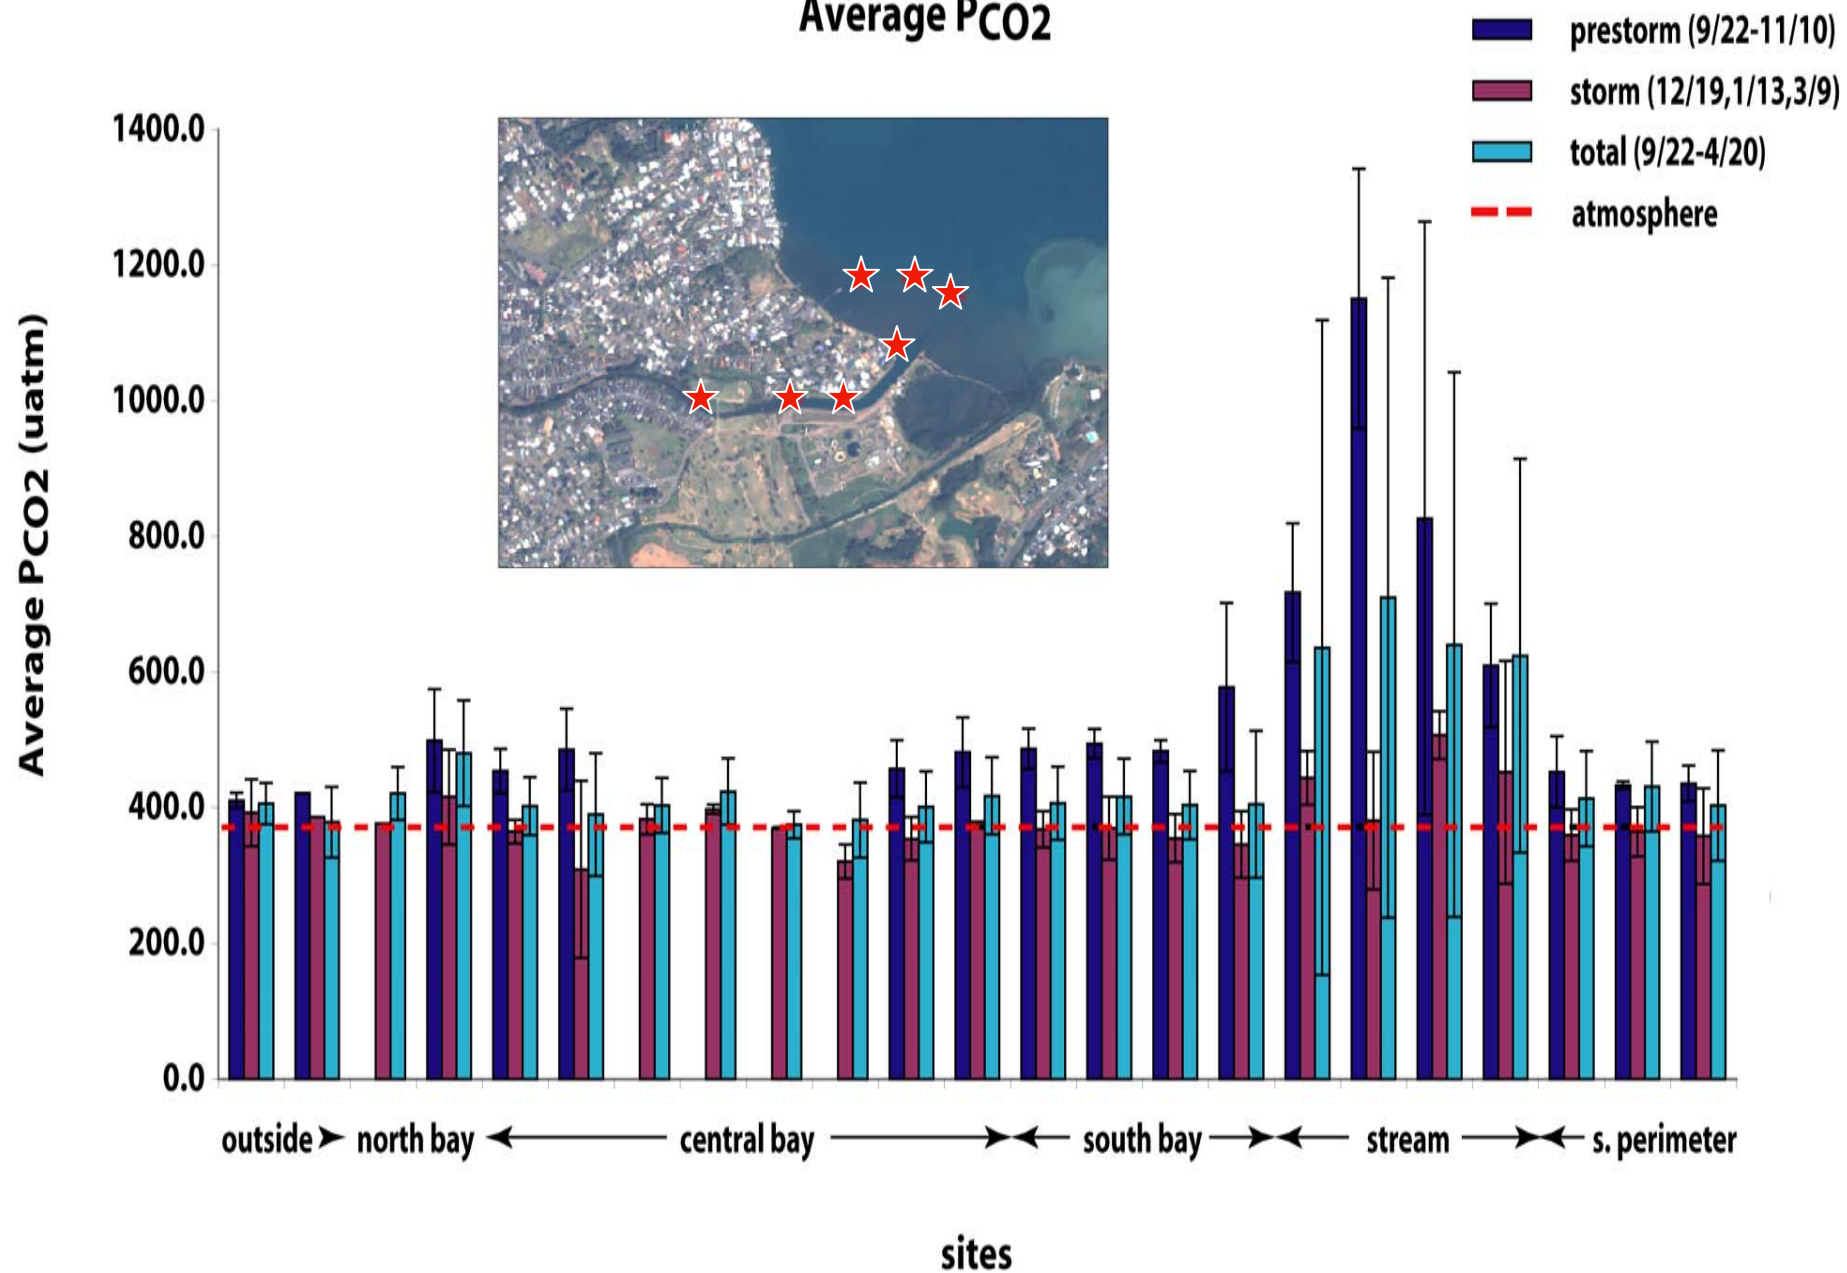 Average PCO2
prestorm (9/22-11/10)
storm (12/19,1/13,3/9)
total (9/22-4/20)
atmosphere
Average PCO2 (uatm)
1400.0
1200.0
1000.0
800.0
600.0
400.0
200.0
0.0
outside north bay central bay south bay stream s. perimeter
sites